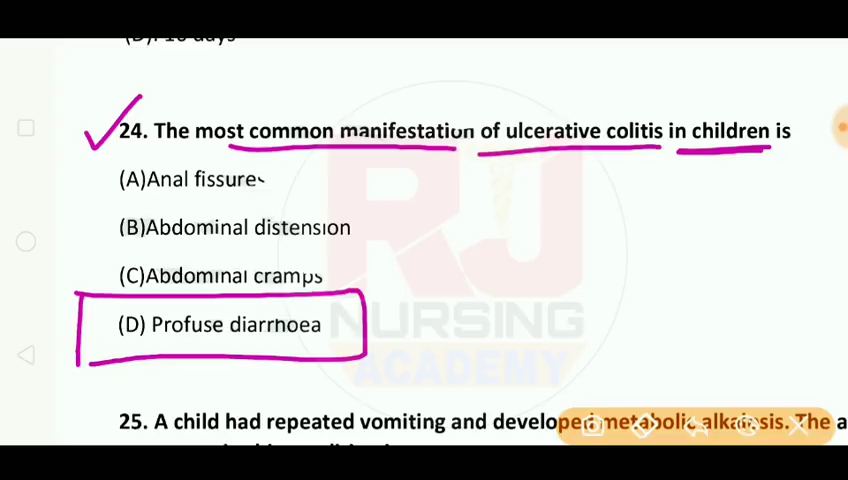 24. The most common manifestation of ulcerative colitis in children is
(A)Anal fissures
(B)Abdominal distension
(C)Abdominal cramps
(D) Profuse diarrhoea
RJ
NURSING
ACADEMY
25. A child had repeated vomiting and developed metabolic alkalosis. The a